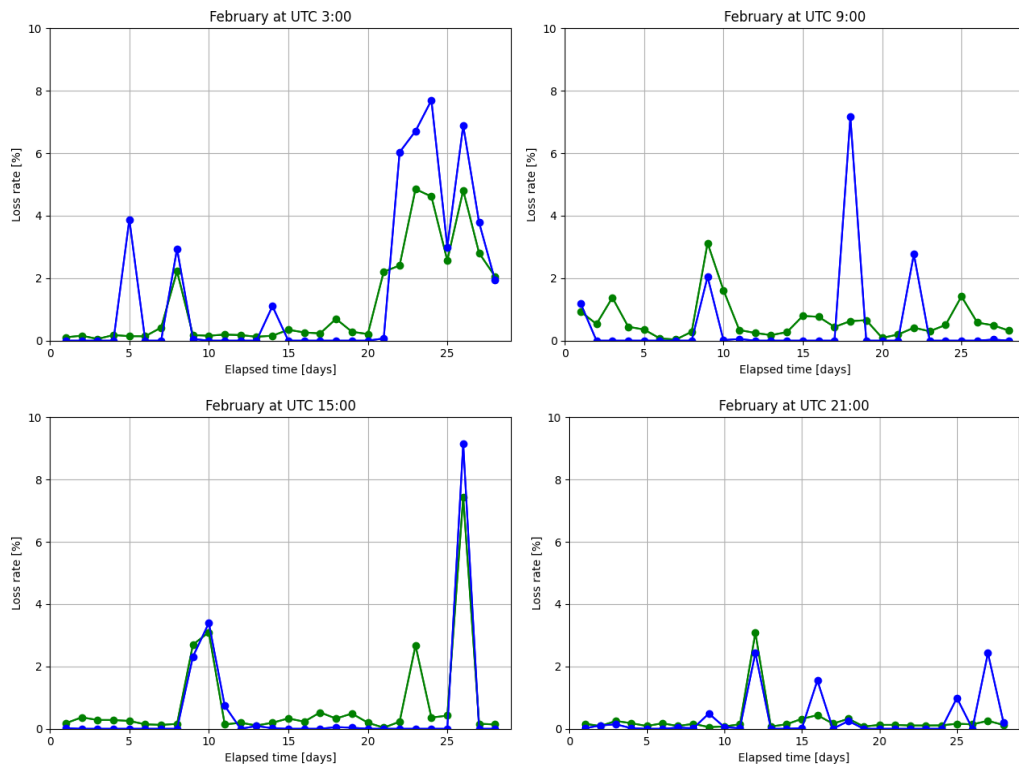 February at UTC 3:00
10
8
6
4
2
0
Loss rate [%]
0 5 10 15 20 25
Elapsed time [days]
February at UTC 9:00
10
8
6
4
2
0
Loss rate [%]
0 5 10 15 20 25
Elapsed time [days]
February at UTC 15:00
10
8
6
4
2
0
Loss rate [%]
0 5 10 15 20 25
Elapsed time [days]
February at UTC 21:00
10
8
6
4
2
0
Loss rate [%]
0 5 10 15 20 25
Elapsed time [days]